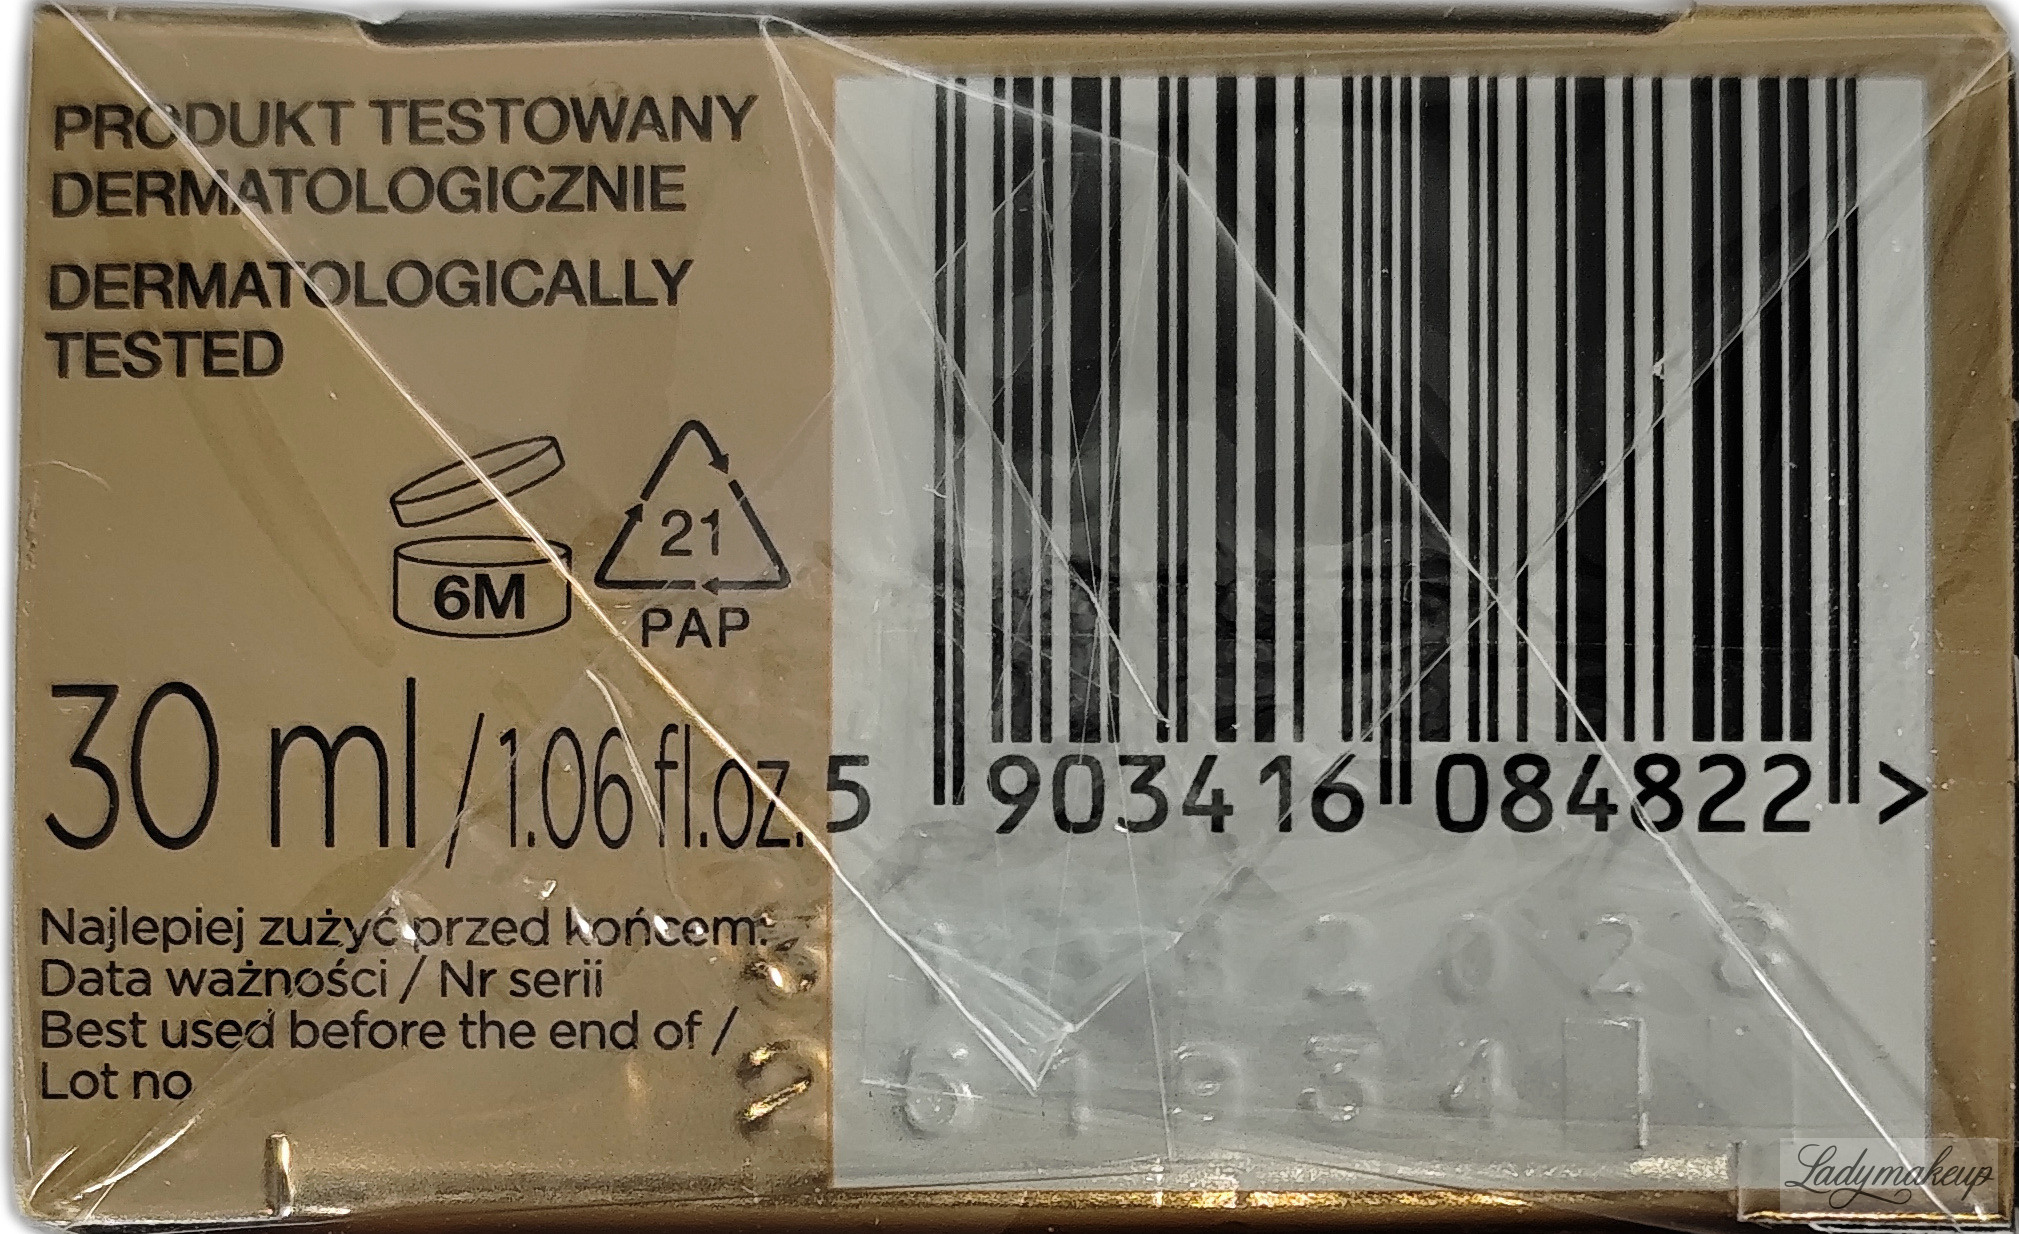 PRODUKT TESTOWANY
DERMATOLOGICZNIE
DERMATOLOGICALLY
TESTED
6M
21
PAP
30 ml / 1.06 fl.oz.
5 903416 084822 >
Najlepiej zużyć przed końcem:
Data ważności / Nr serii
Best used before the end of /
Lot no
Ladymakeup